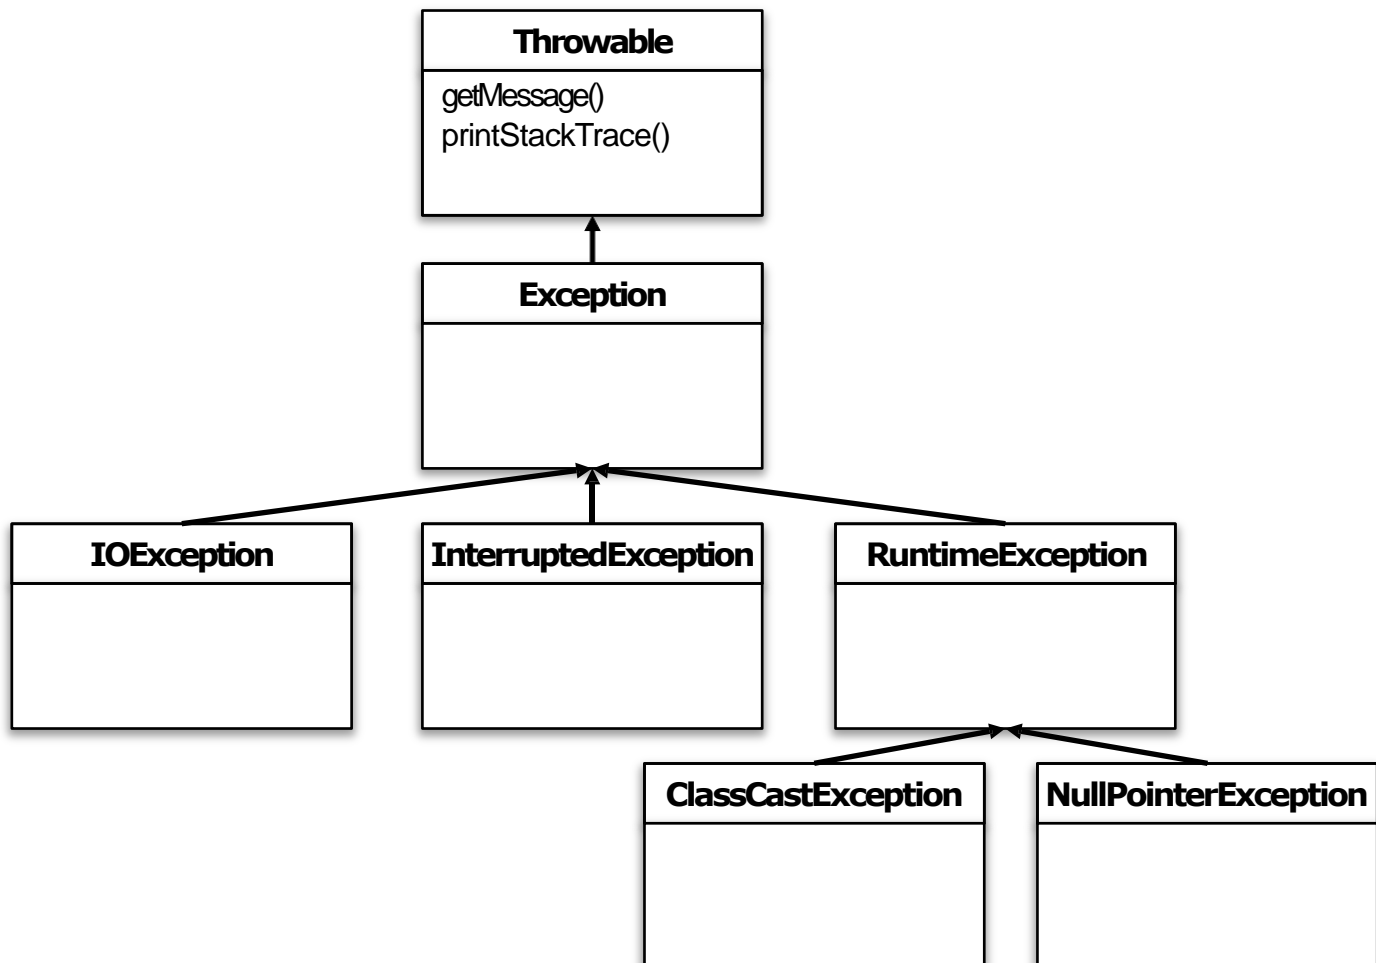 Throwable
getMessage()
printStackTrace()
Exception
IOException
InterruptedException
RuntimeException
ClassCastException
NullPointerException